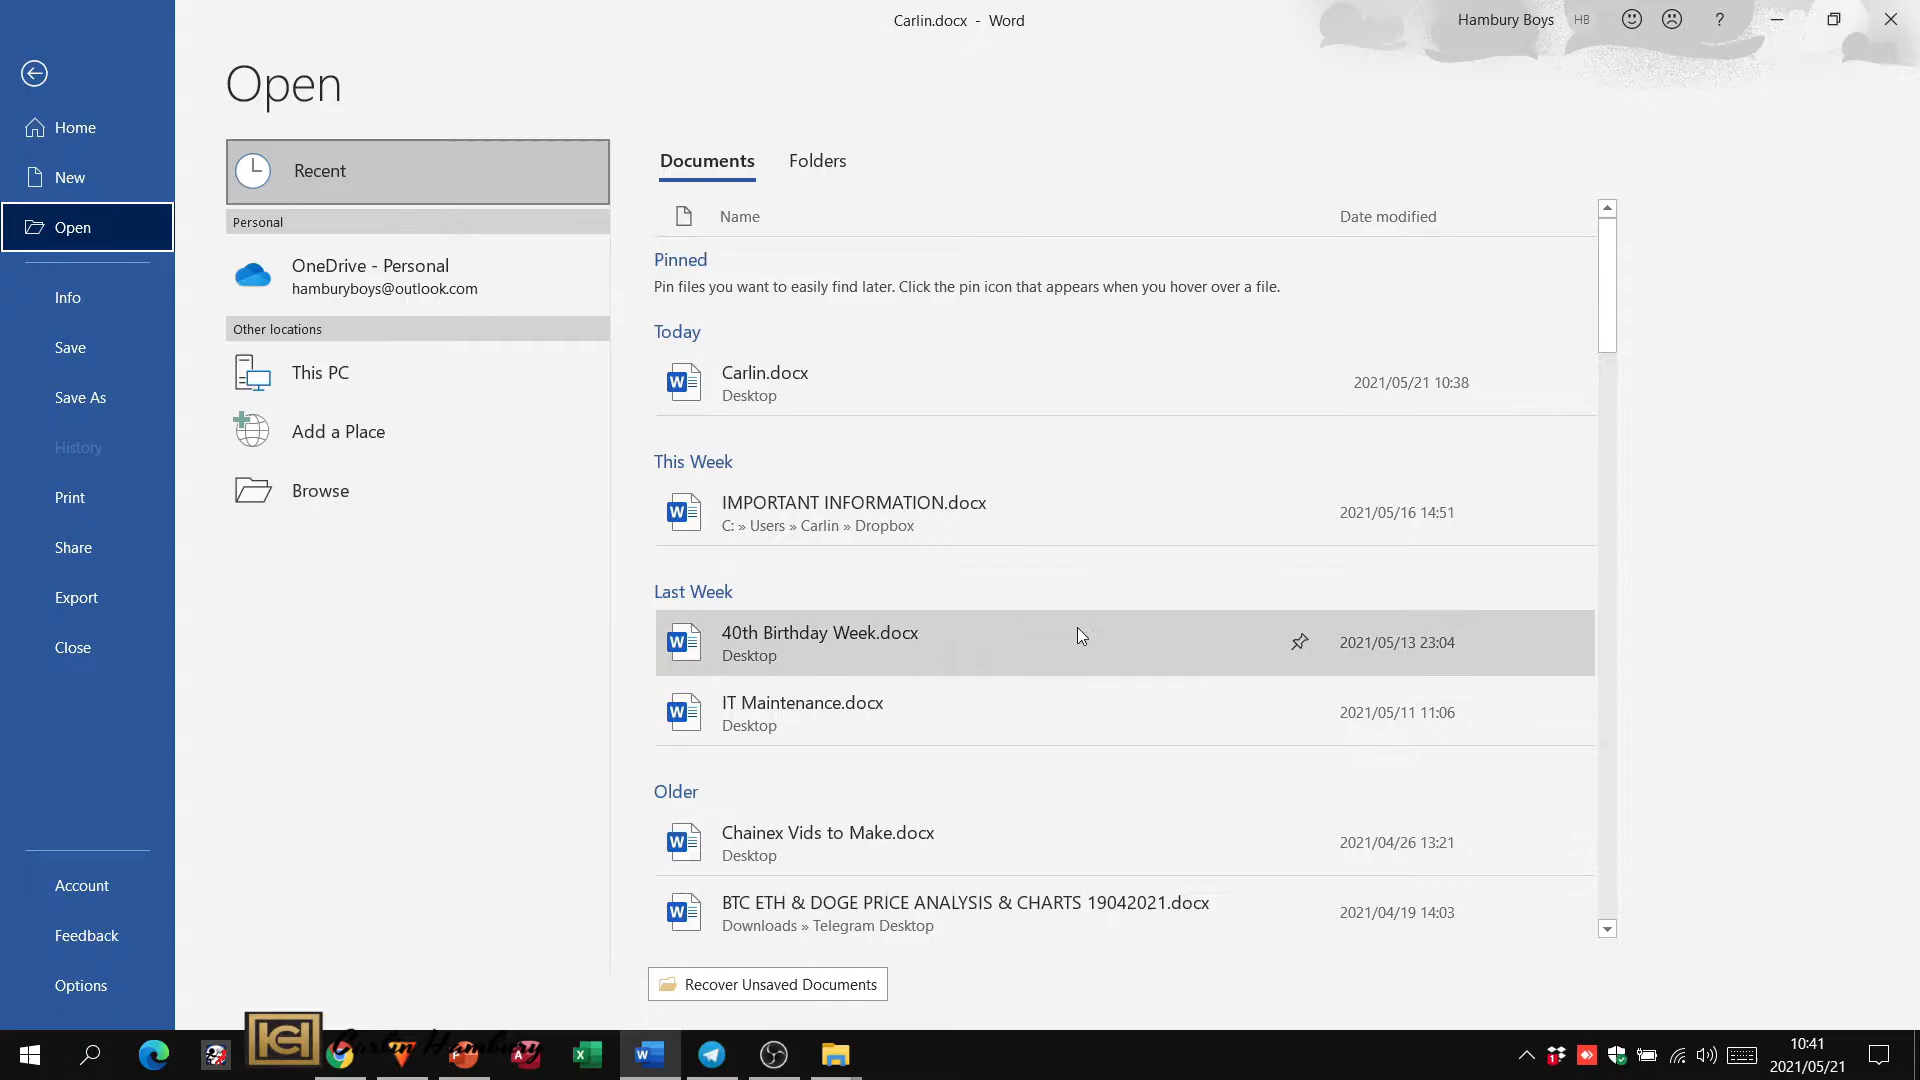 Carlin.docx - Word
Hambury Boys HB
?
Open
Home
New
Open
Info
Save
Save As
History
Print
Share
Export
Close
Account
Feedback
Options
Recent
Personal
OneDrive - Personal
hamburyboys@outlook.com
Other locations
This PC
Add a Place
Browse
Documents Folders
Name Date modified
Pinned
Pin files you want to easily find later. Click the pin icon that appears when you hover over a file.
Today
Carlin.docx
Desktop
2021/05/21 10:38
This Week
IMPORTANT INFORMATION.docx
C: » Users » Carlin » Dropbox
2021/05/16 14:51
Last Week
40th Birthday Week.docx
Desktop
2021/05/13 23:04
IT Maintenance.docx
Desktop
2021/05/11 11:06
Older
Chainex Vids to Make.docx
Desktop
2021/04/26 13:21
BTC ETH & DOGE PRICE ANALYSIS & CHARTS 19042021.docx
Downloads » Telegram Desktop
2021/04/19 14:03
Recover Unsaved Documents
Carlin Hambury
10:41
2021/05/21